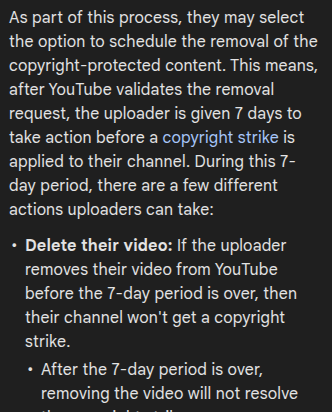 As part of this process, they may select
the option to schedule the removal of the
copyright-protected content. This means,
after YouTube validates the removal
request, the uploader is given 7 days to
take action before a copyright strike is
applied to their channel. During this 7-
day period, there are a few different
actions uploaders can take:
• Delete their video: If the uploader
removes their video from YouTube
before the 7-day period is over, then
their channel won't get a copyright
strike.
• After the 7-day period is over,
removing the video will not resolve